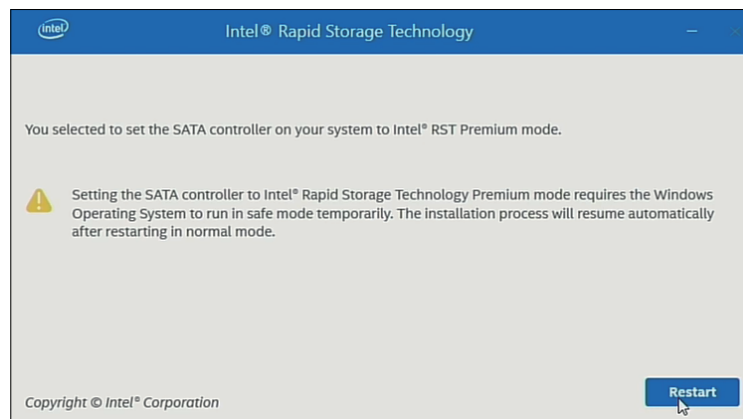 intel
Intel® Rapid Storage Technology
You selected to set the SATA controller on your system to Intel® RST Premium mode.
Setting the SATA controller to Intel® Rapid Storage Technology Premium mode requires the Windows
Operating System to run in safe mode temporarily. The installation process will resume automatically
after restarting in normal mode.
Restart
Copyright © Intel® Corporation